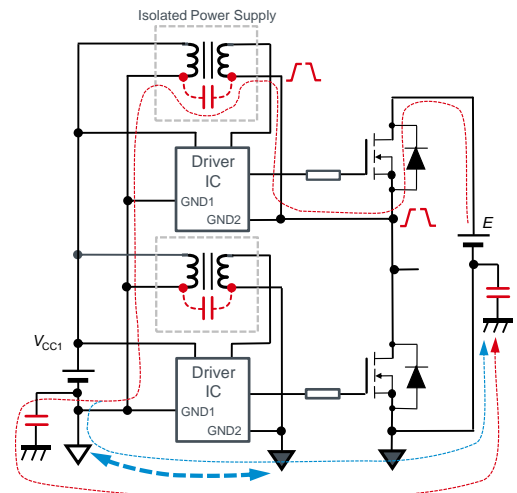 Isolated Power Supply
Driver
IC
GND1
GND2
E
VCC1
Driver
IC
GND1
GND2